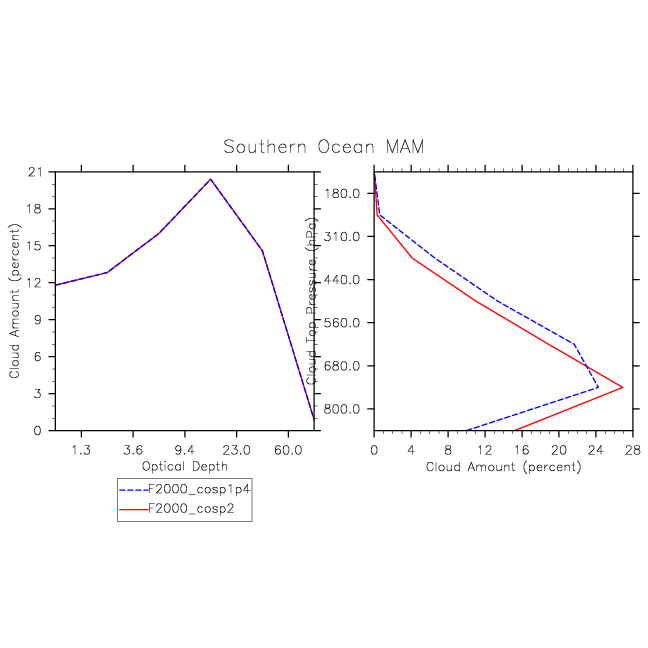 Southern Ocean MAM
Cloud Amount (percent)
21
18
15
12
9
6
3
0
1.3 3.6 9.4 23.0 60.0
Optical Depth
Cloud Top Pressure (hPa)
180.0
310.0
440.0
560.0
680.0
800.0
0 4 8 12 16 20 24 28
Cloud Amount (percent)
F2000_cosp1p4
F2000_cosp2